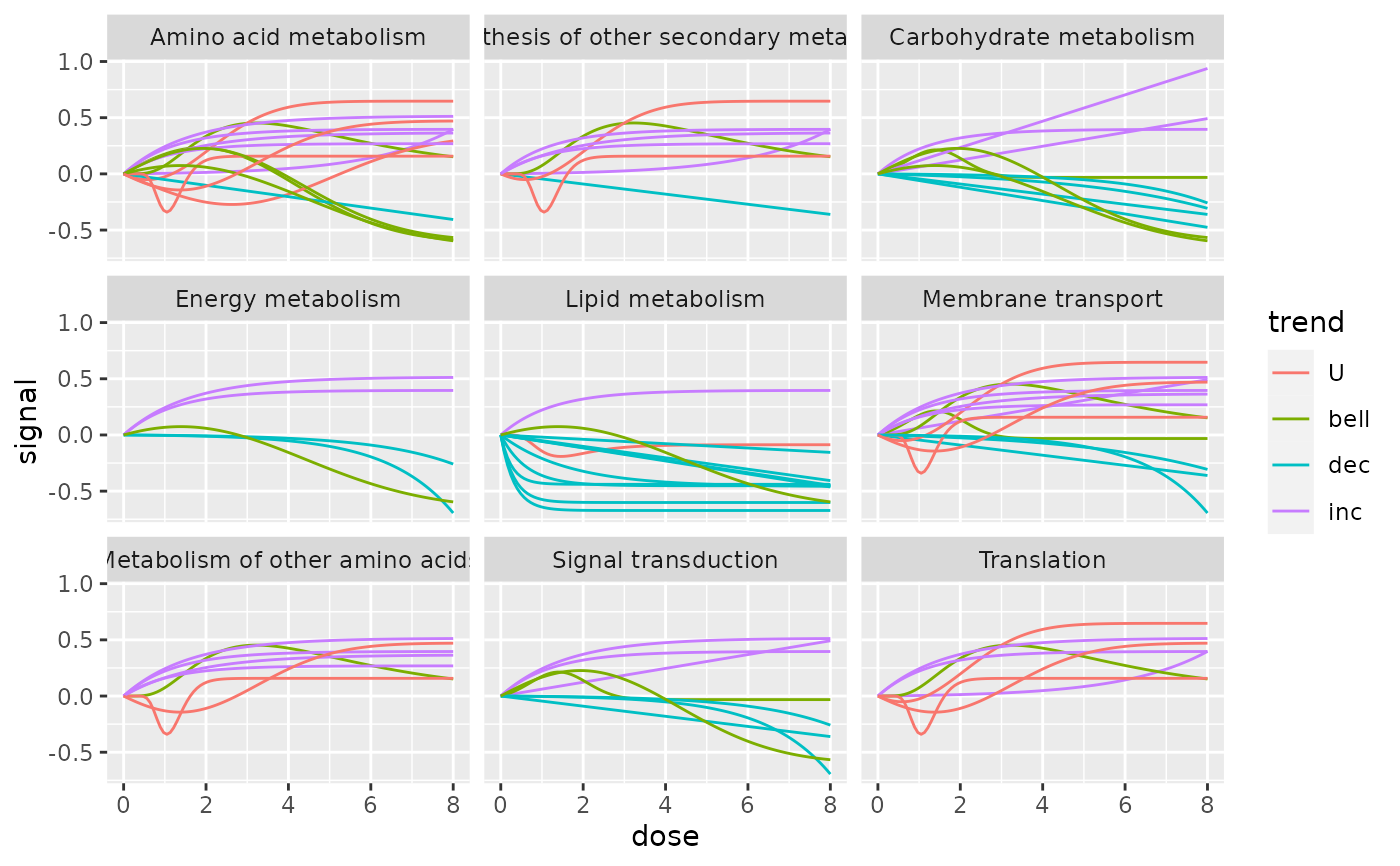 Amino acid metabolism
thesis of other secondary meta
Carbohydrate metabolism
1.0
0.5
0.0
-0.5
Energy metabolism
Lipid metabolism
Membrane transport
1.0
0.5
0.0
-0.5
Metabolism of other amino acids
Signal transduction
Translation
1.0
0.5
0.0
-0.5
0 2 4 6 8
0 2 4 6 8
0 2 4 6 8
dose
signal
trend
U
bell
dec
inc